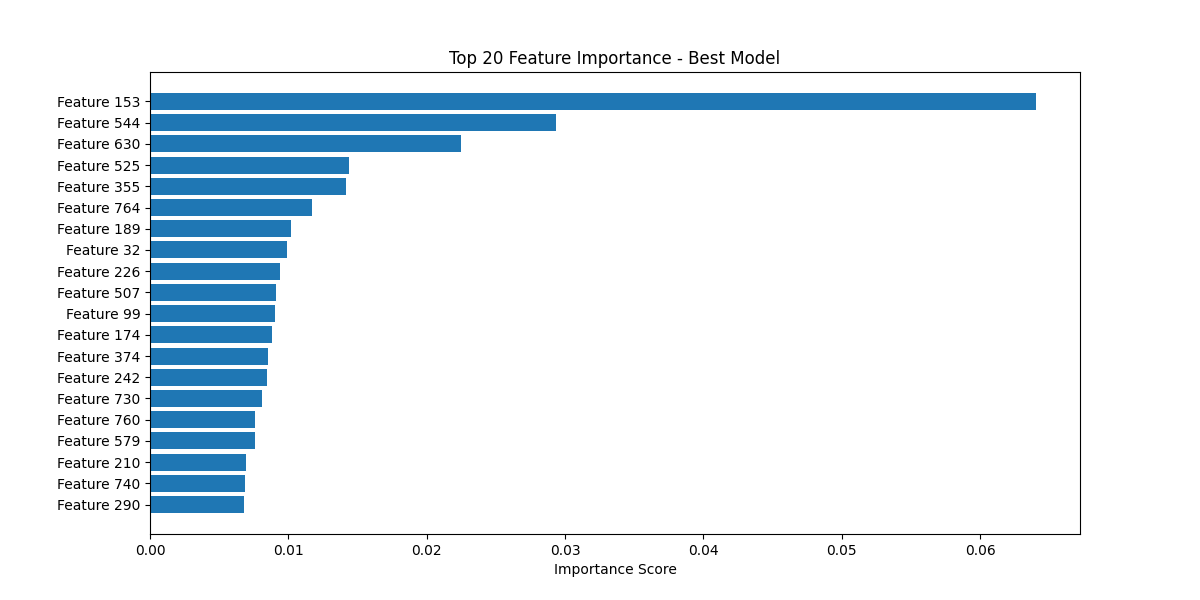 Top 20 Feature Importance - Best Model
Feature 153
Feature 544
Feature 630
Feature 525
Feature 355
Feature 764
Feature 189
Feature 32
Feature 226
Feature 507
Feature 99
Feature 174
Feature 374
Feature 242
Feature 730
Feature 760
Feature 579
Feature 210
Feature 740
Feature 290
0.00 0.01 0.02 0.03 0.04 0.05 0.06
Importance Score